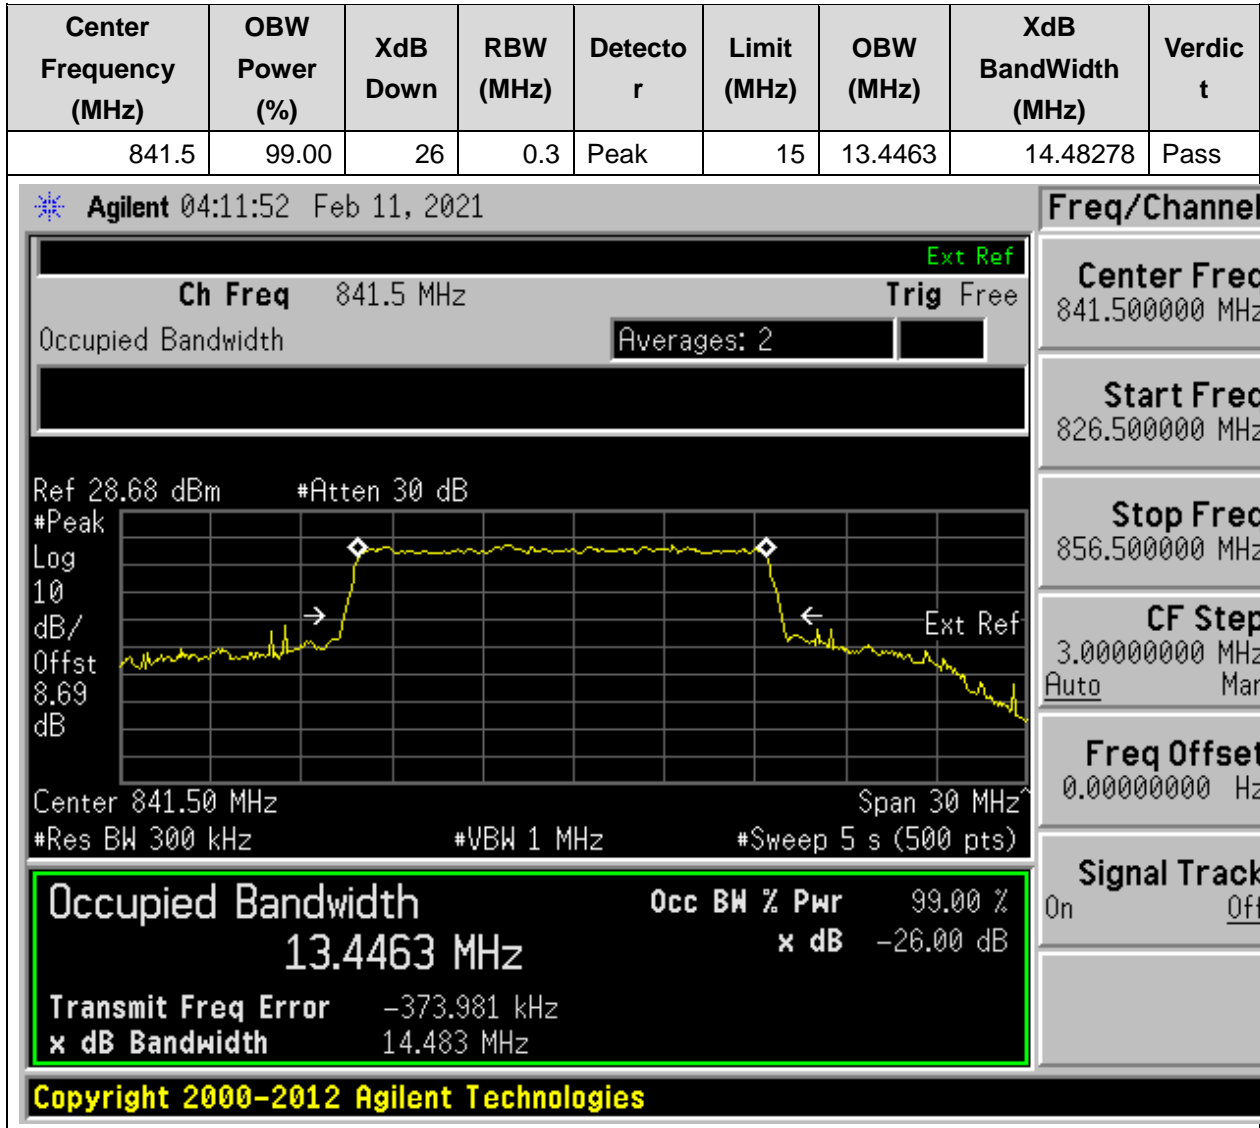 Center Frequency (MHz) OBW Power (%) XdB Down RBW (MHz) Detecto r Limit (MHz) OBW (MHz) XdB BandWidth (MHz) Verdic t
841.5 99.00 26 0.3 Peak 15 13.4463 14.48278 Pass
Agilent 04:11:52 Feb 11, 2021
Freq/Channel
Ext Ref
Ch Freq 841.5 MHz Trig Free
Occupied Bandwidth Averages: 2
Center Freq
841.500000 MHz
Start Freq
826.500000 MHz
Stop Freq
856.500000 MHz
CF Step
3.00000000 MHz
Auto Man
Freq Offset
0.00000000 Hz
Signal Track
On Off
Ref 28.68 dBm #Atten 30 dB
#Peak
Log
10
dB/
Offst
8.69
dB
Ext Ref
Center 841.50 MHz Span 30 MHz^
#Res BW 300 kHz #VBW 1 MHz #Sweep 5 s (500 pts)
Occupied Bandwidth Occ BW % Pwr 99.00 %
13.4463 MHz x dB -26.00 dB
Transmit Freq Error -373.981 kHz
x dB Bandwidth 14.483 MHz
Copyright 2000-2012 Agilent Technologies